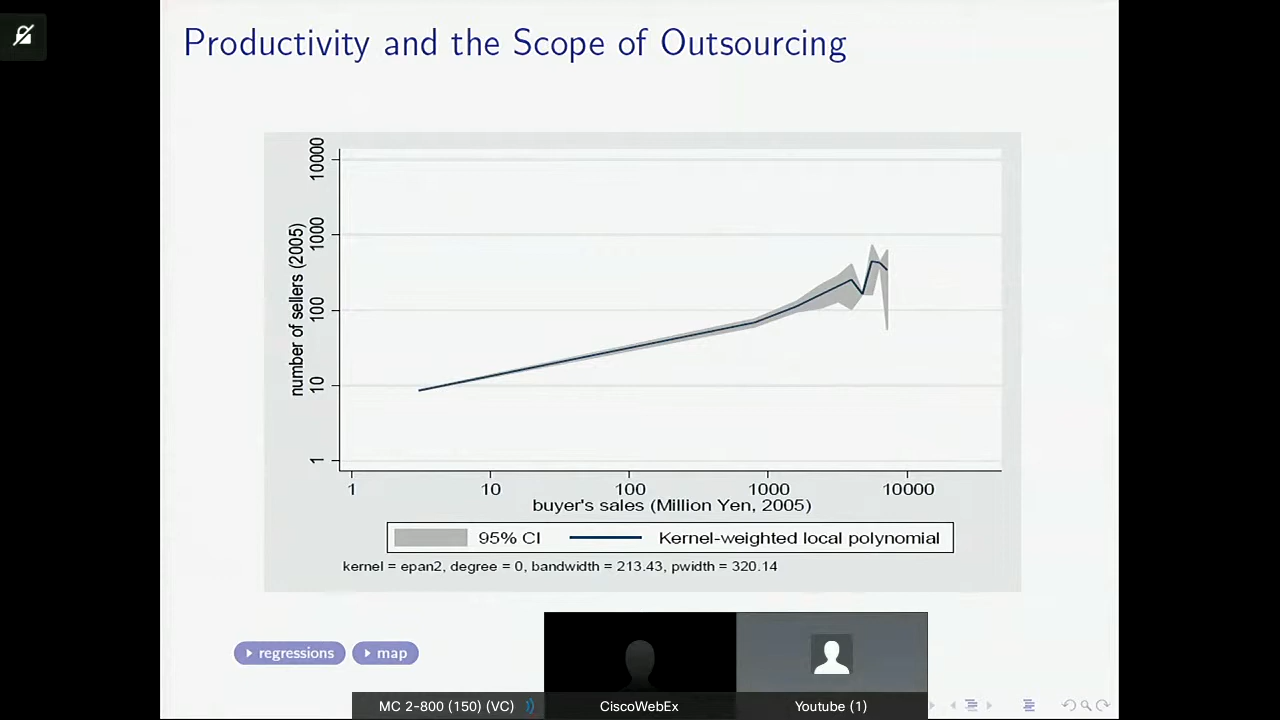 Productivity and the Scope of Outsourcing
number of sellers (2005)
10000
1000
100
10
1
1 10 100 1000 10000
buyer's sales (Million Yen, 2005)
95% CI Kernel-weighted local polynomial
kernel = epan2, degree = 0, bandwidth = 213.43, pwidth = 320.14
regressions map
MC 2-800 (150) (VC) CiscoWebEx Youtube (1)